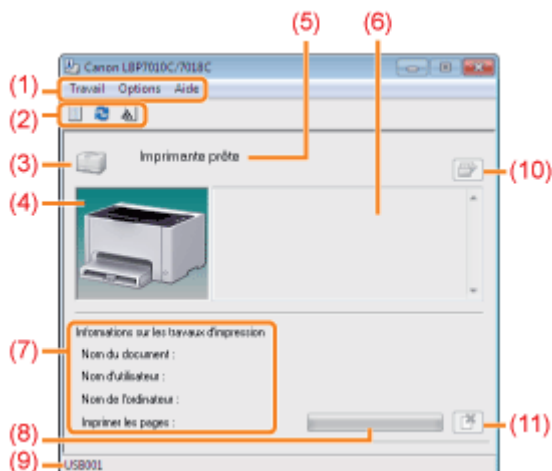 (5) (6)
Canon LBP7010C/7018C
(1) Travail Options Aide
(2)
(3) Imprimante prête (10)
(4)
Informations sur les travaux d'impression
(7) Nom du document :
Nom d'utilisateur :
Nom de l'ordinateur :
Imprimer les pages : (11)
(8)
(9) USB001